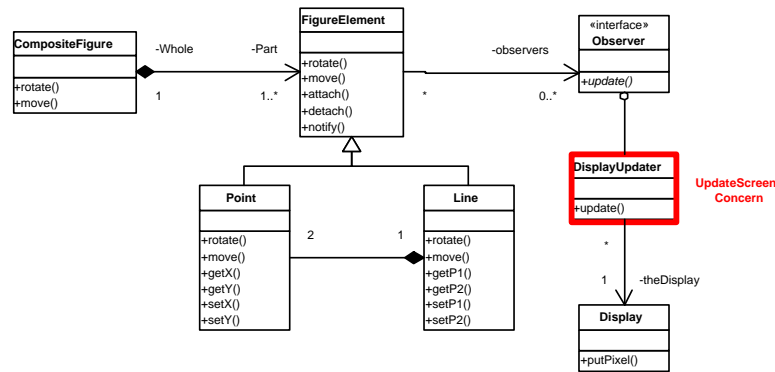 CompositeFigure
+rotate()
+move()
-Whole
1
-Part
1..*
FigureElement
+rotate()
+move()
+attach()
+detach()
+notify()
-observers
*
0..*
«interface»
Observer
+update()
DisplayUpdater
+update()
UpdateScreen
Concern
*
1
-theDisplay
Display
+putPixel()
Point
+rotate()
+move()
+getX()
+getY()
+setX()
+setY()
2
1
Line
+rotate()
+move()
+getP1()
+getP2()
+setP1()
+setP2()